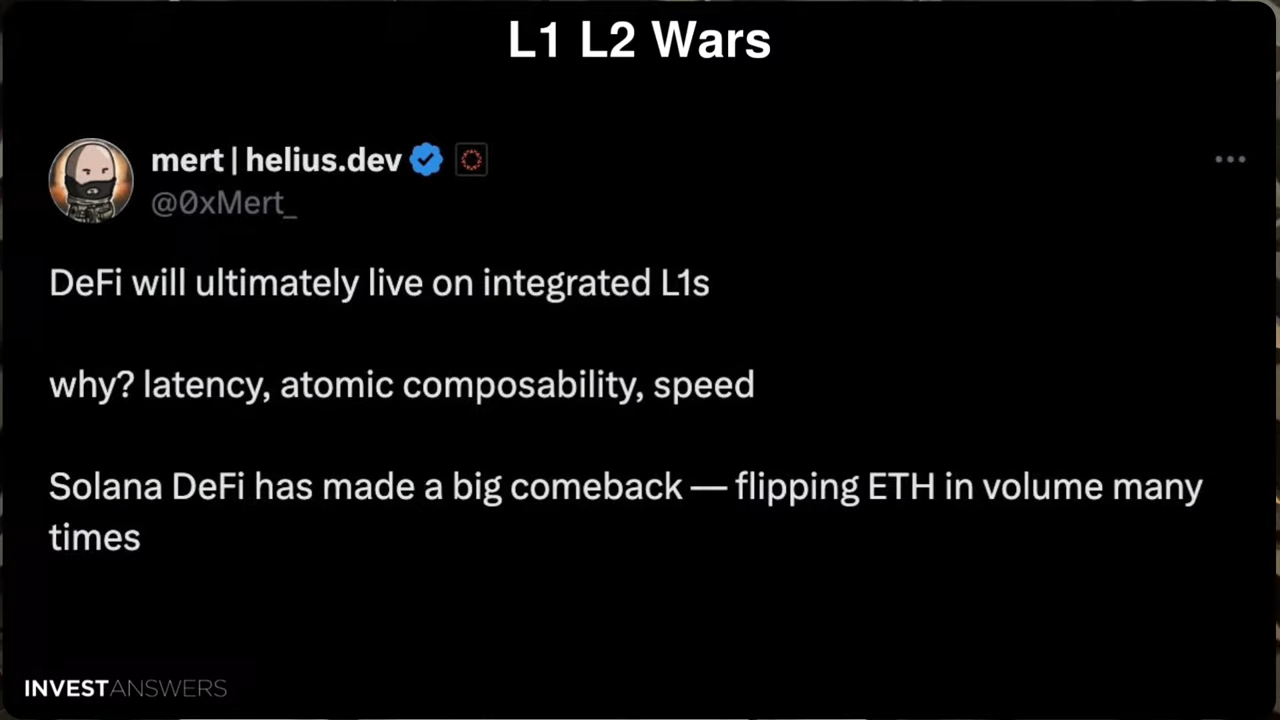 L1 L2 Wars
mert | helius.dev
@0xMert_
DeFi will ultimately live on integrated L1s
why? latency, atomic composability, speed
Solana DeFi has made a big comeback — flipping ETH in volume many
times
INVESTANSWERS